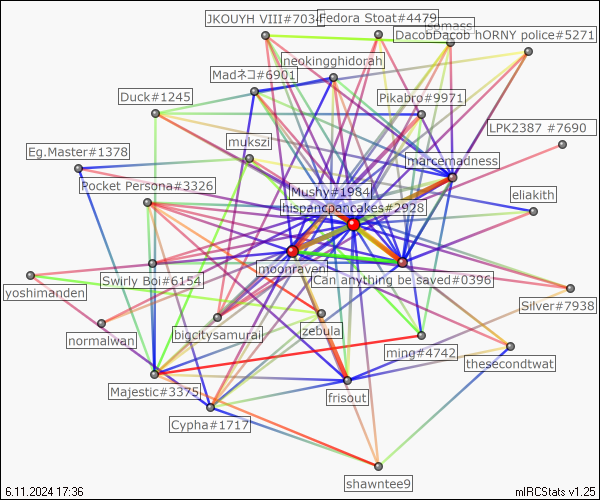 JKOUYH VIII#7034
Fedora Stoat#4479
DacobDacob hORNY police#5271
neokingghidorah
Madネコ#6901
Duck#1245
Pikabro#9971
LPK2387 #7690
mukszi
Eg.Master#1378
marcemadness
Pocket Persona#3326
Mushy#1984
eliakith
hispancpancakes#2928
moonraven
Swirly Boi#6154
Can anything be saved#0396
yoshimanden
Silver#7938
bigcitysamurai
zebula
normalwan
ming#4742
thesecondtwat
Majestic#3375
frisout
Cypha#1717
shawntee9
6.11.2024 17:36
mIRCStats v1.25